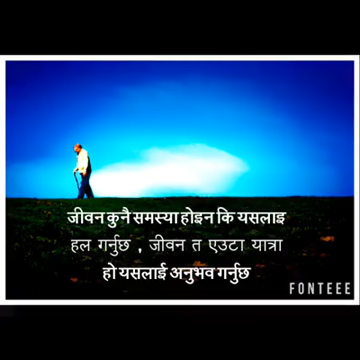 जीवन कुनै समस्या होइन कि यसलाइ
हल गर्नुछ , जीवन त एउटा यात्रा
हो यसलाई अनुभव गर्नुछ
FONTEEE